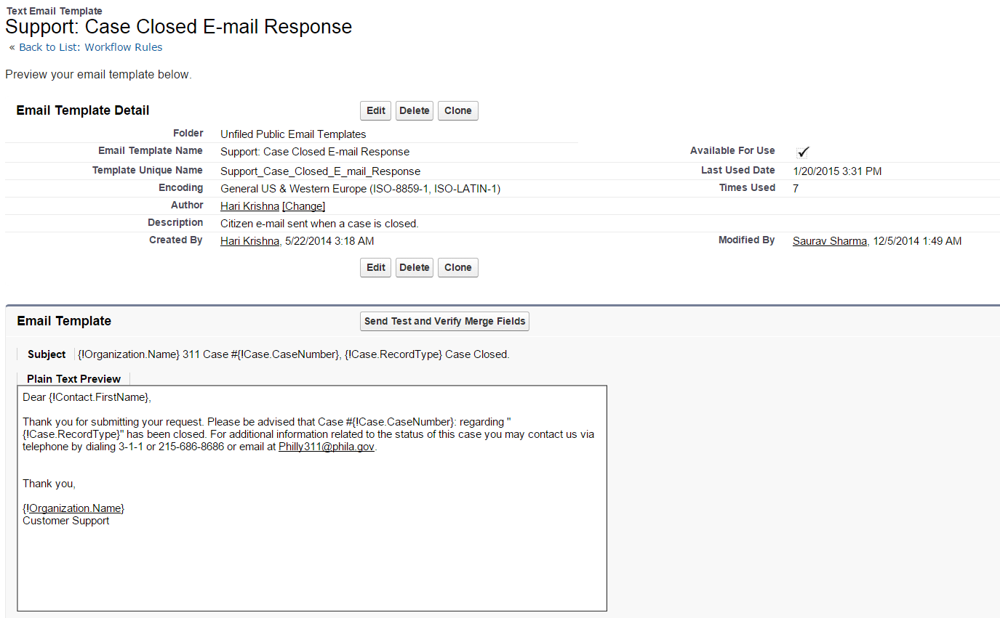 Text Email Template
Support: Case Closed E-mail Response
« Back to List: Workflow Rules
Preview your email template below.
Email Template Detail
Edit Delete Clone
Folder Unfiled Public Email Templates
Email Template Name Support: Case Closed E-mail Response Available For Use
Template Unique Name Support_Case_Closed_E_mail_Response Last Used Date 1/20/2015 3:31 PM
Encoding General US & Western Europe (ISO-8859-1, ISO-LATIN-1) Times Used 7
Author Hari Krishna [Change]
Description Citizen e-mail sent when a case is closed.
Created By Hari Krishna, 5/22/2014 3:18 AM Modified By Saurav Sharma, 12/5/2014 1:49 AM
Edit Delete Clone
Email Template Send Test and Verify Merge Fields
Subject {!Organization.Name} 311 Case #{!Case.CaseNumber}, {!Case.RecordType} Case Closed.
Plain Text Preview
Dear {!Contact.FirstName},
Thank you for submitting your request. Please be advised that Case #{!Case.CaseNumber}: regarding "
{!Case.RecordType}" has been closed. For additional information related to the status of this case you may contact us via
telephone by dialing 3-1-1 or 215-686-8686 or email at Philly311@phila.gov.
Thank you,
{!Organization.Name}
Customer Support